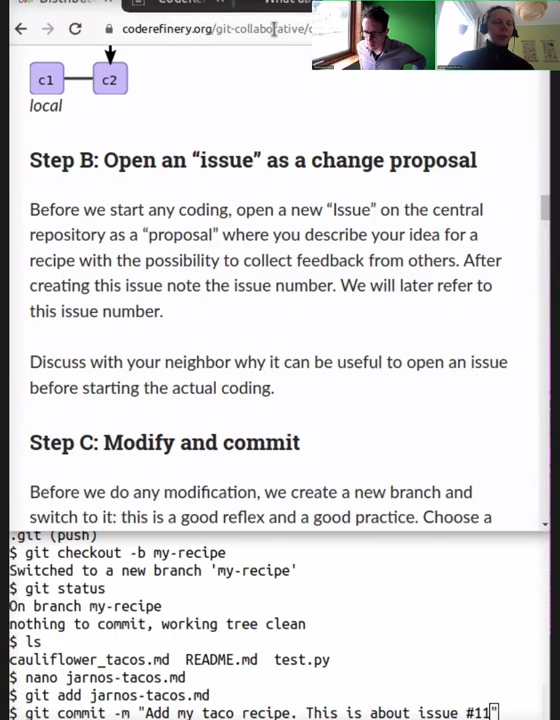 coderefinery.org/git-collaborative/
c1
c2
local
Step B: Open an “issue” as a change proposal
Before we start any coding, open a new “Issue” on the central
repository as a “proposal” where you describe your idea for a
recipe with the possibility to collect feedback from others. After
creating this issue note the issue number. We will later refer to
this issue number.
Discuss with your neighbor why it can be useful to open an issue
before starting the actual coding.
Step C: Modify and commit
Before we do any modification, we create a new branch and
switch to it: this is a good reflex and a good practice. Choose a
.git (push)
$ git checkout -b my-recipe
Switched to a new branch 'my-recipe'
$ git status
On branch my-recipe
nothing to commit, working tree clean
$ ls
cauliflower_tacos.md README.md test.py
$ nano jarnos-tacos.md
$ git add jarnos-tacos.md
$ git commit -m "Add my taco recipe. This is about issue #11"